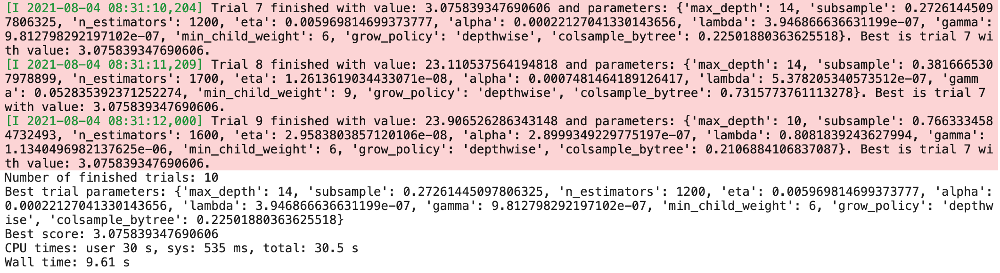 [I 2021-08-04 08:31:10,204] Trial 7 finished with value: 3.075839347690606 and parameters: {'max_depth': 14, 'subsample': 0.2726144509
7806325, 'n_estimators': 1200, 'eta': 0.005969814699373777, 'alpha': 0.00022127041330143656, 'lambda': 3.946866636631199e-07, 'gamma':
9.812798292197102e-07, 'min_child_weight': 6, 'grow_policy': 'depthwise', 'colsample_bytree': 0.22501880363625518}. Best is trial 7 wi
th value: 3.075839347690606.
[I 2021-08-04 08:31:11,209] Trial 8 finished with value: 23.110537564194818 and parameters: {'max_depth': 14, 'subsample': 0.381666530
7978899, 'n_estimators': 1700, 'eta': 1.2613619034433071e-08, 'alpha': 0.0007481464189126417, 'lambda': 5.378205340573512e-07, 'gamm
a': 0.052835392371252274, 'min_child_weight': 9, 'grow_policy': 'depthwise', 'colsample_bytree': 0.7315773761113278}. Best is trial 7
with value: 3.075839347690606.
[I 2021-08-04 08:31:12,000] Trial 9 finished with value: 23.906526286343148 and parameters: {'max_depth': 10, 'subsample': 0.766333458
4732493, 'n_estimators': 1600, 'eta': 2.9583803857120106e-08, 'alpha': 2.8999349229775197e-07, 'lambda': 0.8081839243627994, 'gamma':
1.1340496982137625e-06, 'min_child_weight': 6, 'grow_policy': 'depthwise', 'colsample_bytree': 0.2106884106837087}. Best is trial 7 wi
th value: 3.075839347690606.
Number of finished trials: 10
Best trial parameters: {'max_depth': 14, 'subsample': 0.27261445097806325, 'n_estimators': 1200, 'eta': 0.005969814699373777, 'alpha':
0.00022127041330143656, 'lambda': 3.946866636631199e-07, 'gamma': 9.812798292197102e-07, 'min_child_weight': 6, 'grow_policy': 'depthw
ise', 'colsample_bytree': 0.22501880363625518}
Best score: 3.075839347690606
CPU times: user 30 s, sys: 535 ms, total: 30.5 s
Wall time: 9.61 s